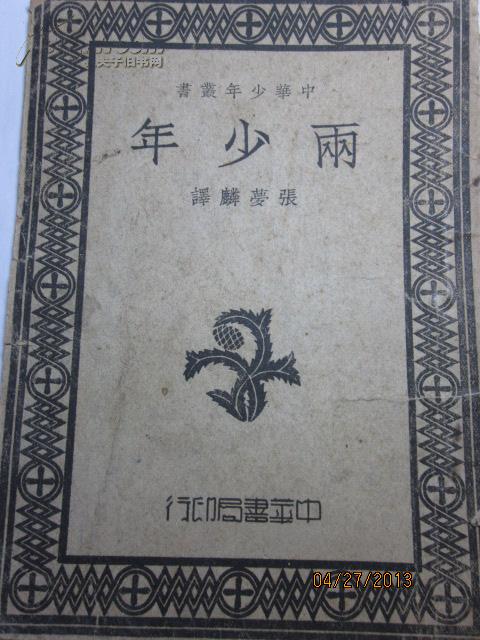 中華少年叢書
兩少年
張夢麟譯
中華書局印行
04/27/2013